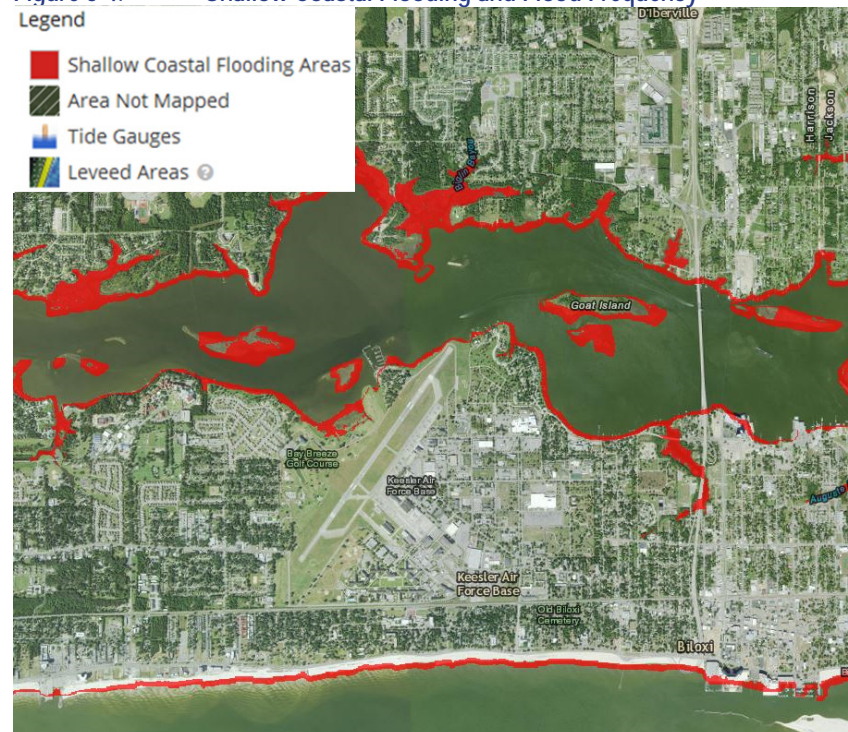 Shallow Coastal Flooding and Flood Frequency
Legend
Shallow Coastal Flooding Areas
Area Not Mapped
Tide Gauges
Leveed Areas ?
D'Iberville
Harrison
Jackson
Goat Island
Bay Breeze
Golf Course
Keesler Air
Force Base
Keesler Air
Force Base
Old Biloxi
Cemetery
Biloxi
Auguste